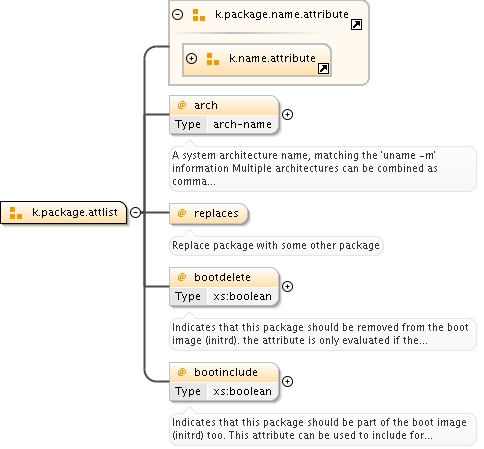 k.package.name.attribute
k.name.attribute
@ arch
Type arch-name
A system architecture name, matching the 'uname -m'
information Multiple architectures can be combined as
comma...
k.package.attlist
@ replaces
Replace package with some other package
@ bootdelete
Type xs:boolean
Indicates that this package should be removed from the boot
image (initrd). the attribute is only evaluated if the...
@ bootinclude
Type xs:boolean
Indicates that this package should be part of the boot image
(initrd) too. This attribute can be used to include for...